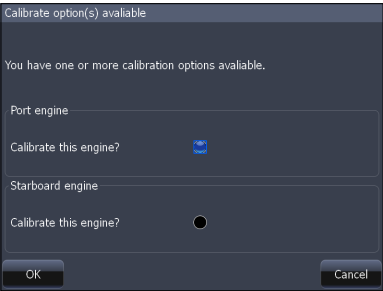 Calibrate option(s) avaliable
You have one or more calibration options avaliable.
Port engine
Calibrate this engine?
Starboard engine
Calibrate this engine?
OK
Cancel